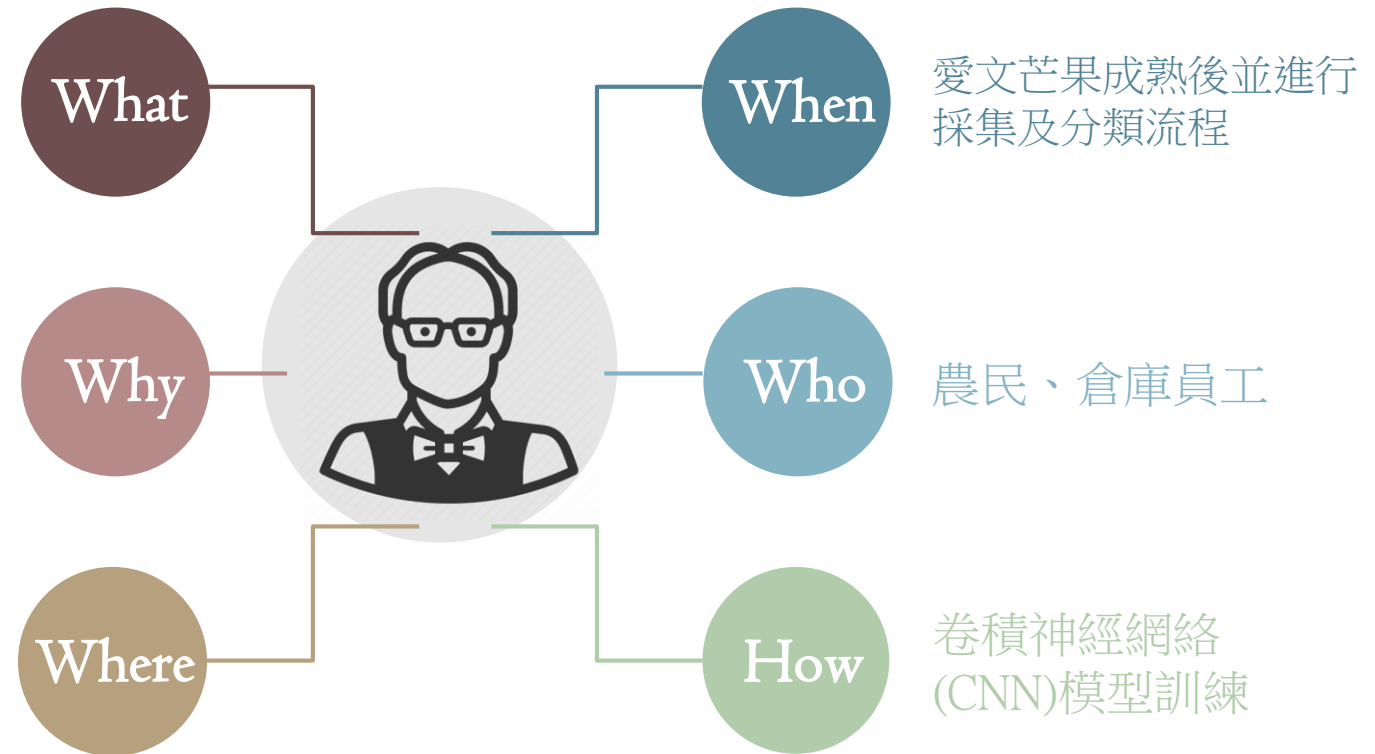 What
When
愛文芒果成熟後並進行
採集及分類流程
Why
Who
農民、倉庫員工
Where
How
卷積神經網絡
(CNN)模型訓練